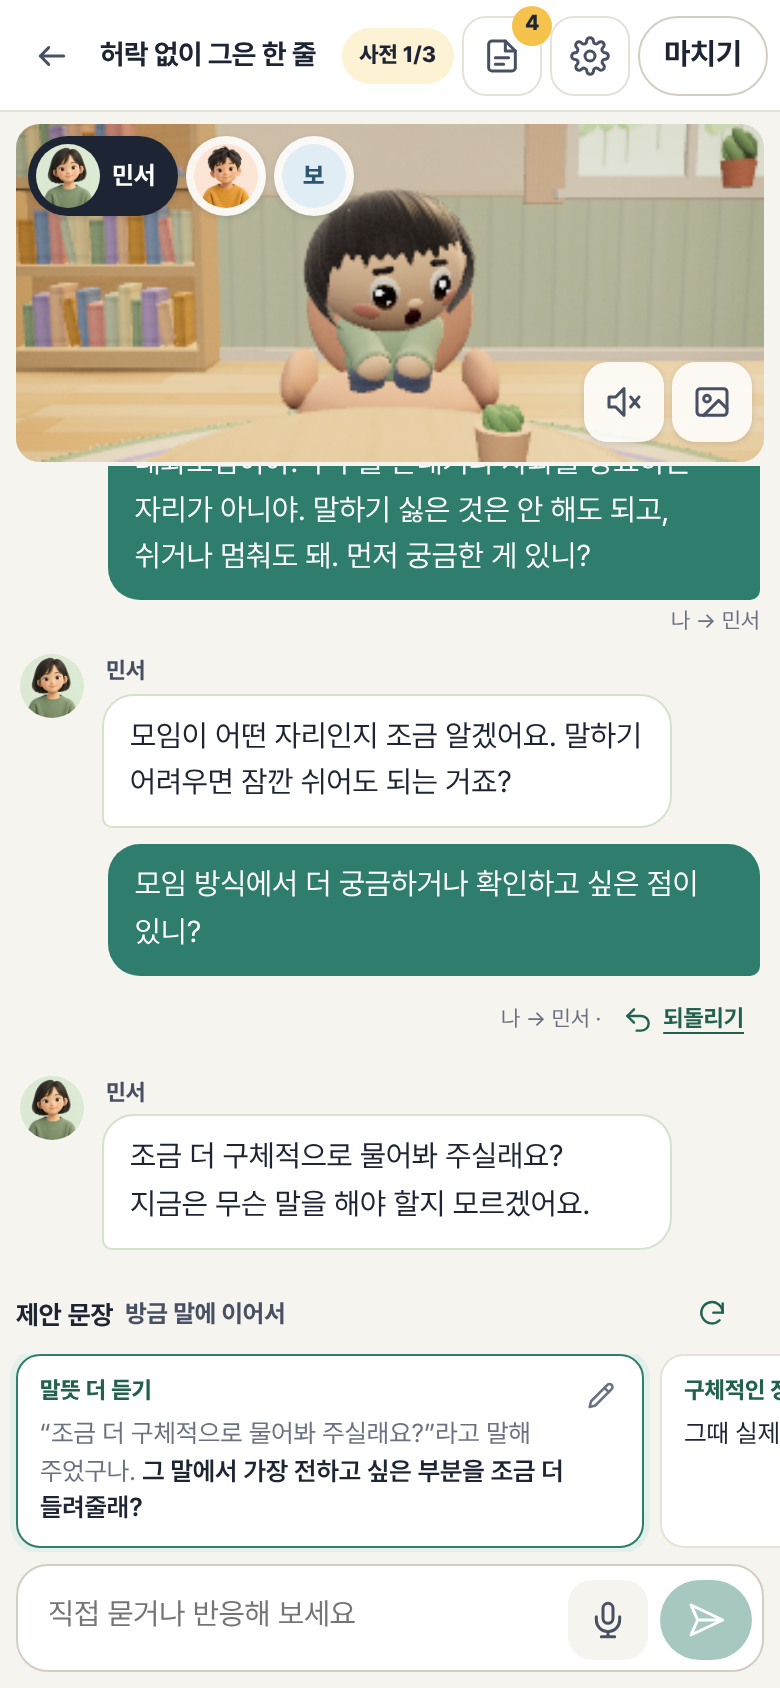 허락 없이 그은 한 줄
사전 1/3
4
마치기
민서
보
자리가 아니야. 말하기 싫은 것은 안 해도 되고,
쉬거나 멈춰도 돼. 먼저 궁금한 게 있니?
나 → 민서
민서
모임이 어떤 자리인지 조금 알겠어요. 말하기
어려우면 잠깐 쉬어도 되는 거죠?
모임 방식에서 더 궁금하거나 확인하고 싶은 점이
있니?
나 → 민서 · 되돌리기
민서
조금 더 구체적으로 물어봐 주실래요?
지금은 무슨 말을 해야 할지 모르겠어요.
제안 문장 방금 말에 이어서
말뜻 더 듣기
“조금 더 구체적으로 물어봐 주실래요?”라고 말해
주었구나. 그 말에서 가장 전하고 싶은 부분을 조금 더
들려줄래?
구체적인
그때 실제
직접 묻거나 반응해 보세요